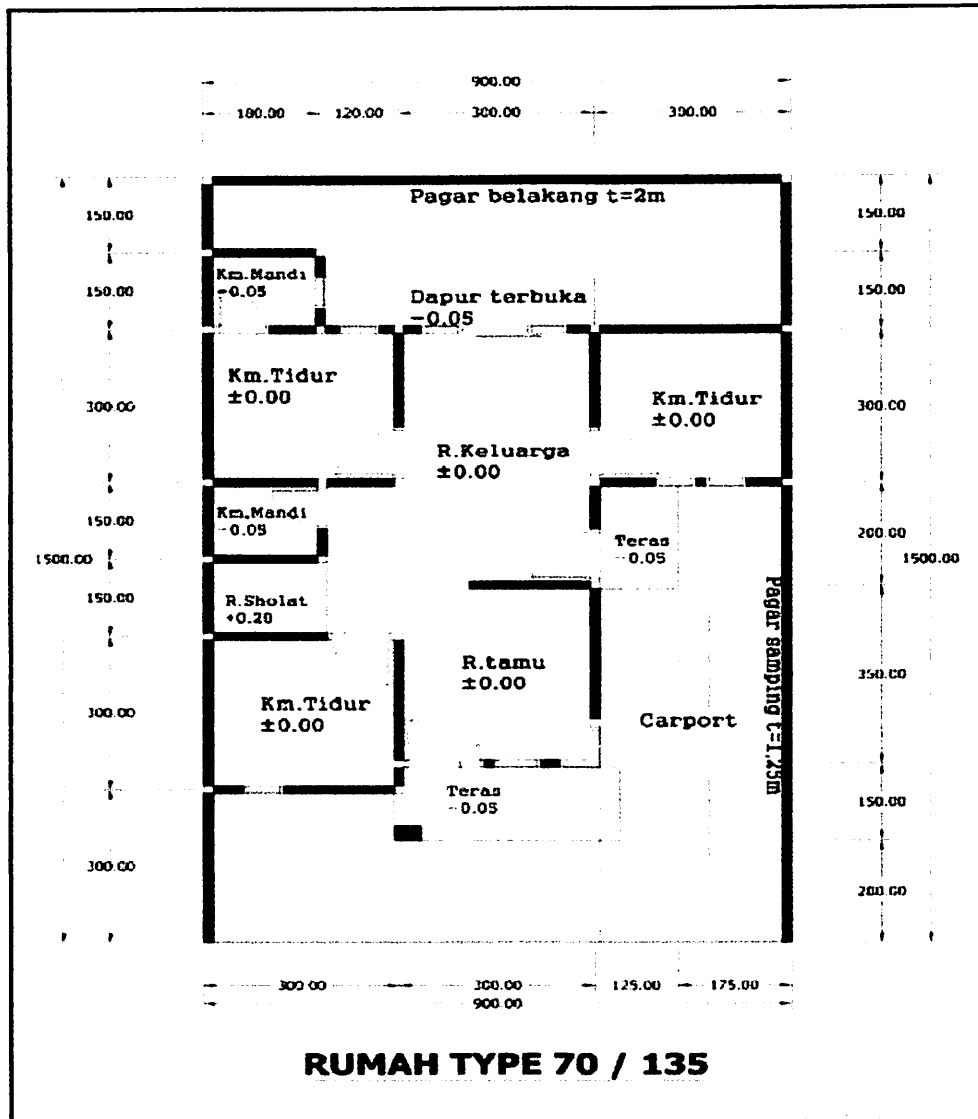 900.00
180.00 120.00 300.00 300.00
Pagar belakang t=2m
150.00
150.00
Km.Mandi
-0.05
150.00
150.00
Dapur terbuka
-0.05
Km.Tidur
±0.00
300.00
Km.Tidur
±0.00
300.00
R.Keluarga
±0.00
Km.Mandi
-0.05
150.00
Teras
-0.05
200.00
1500.00
1500.00
R.Sholat
+0.20
150.00
Pagar samping t=1,25m
R.tamu
±0.00
350.00
Km.Tidur
±0.00
300.00
Carport
Teras
-0.05
150.00
300.00
200.00
300.00 300.00 125.00 175.00
900.00
RUMAH TYPE 70 / 135